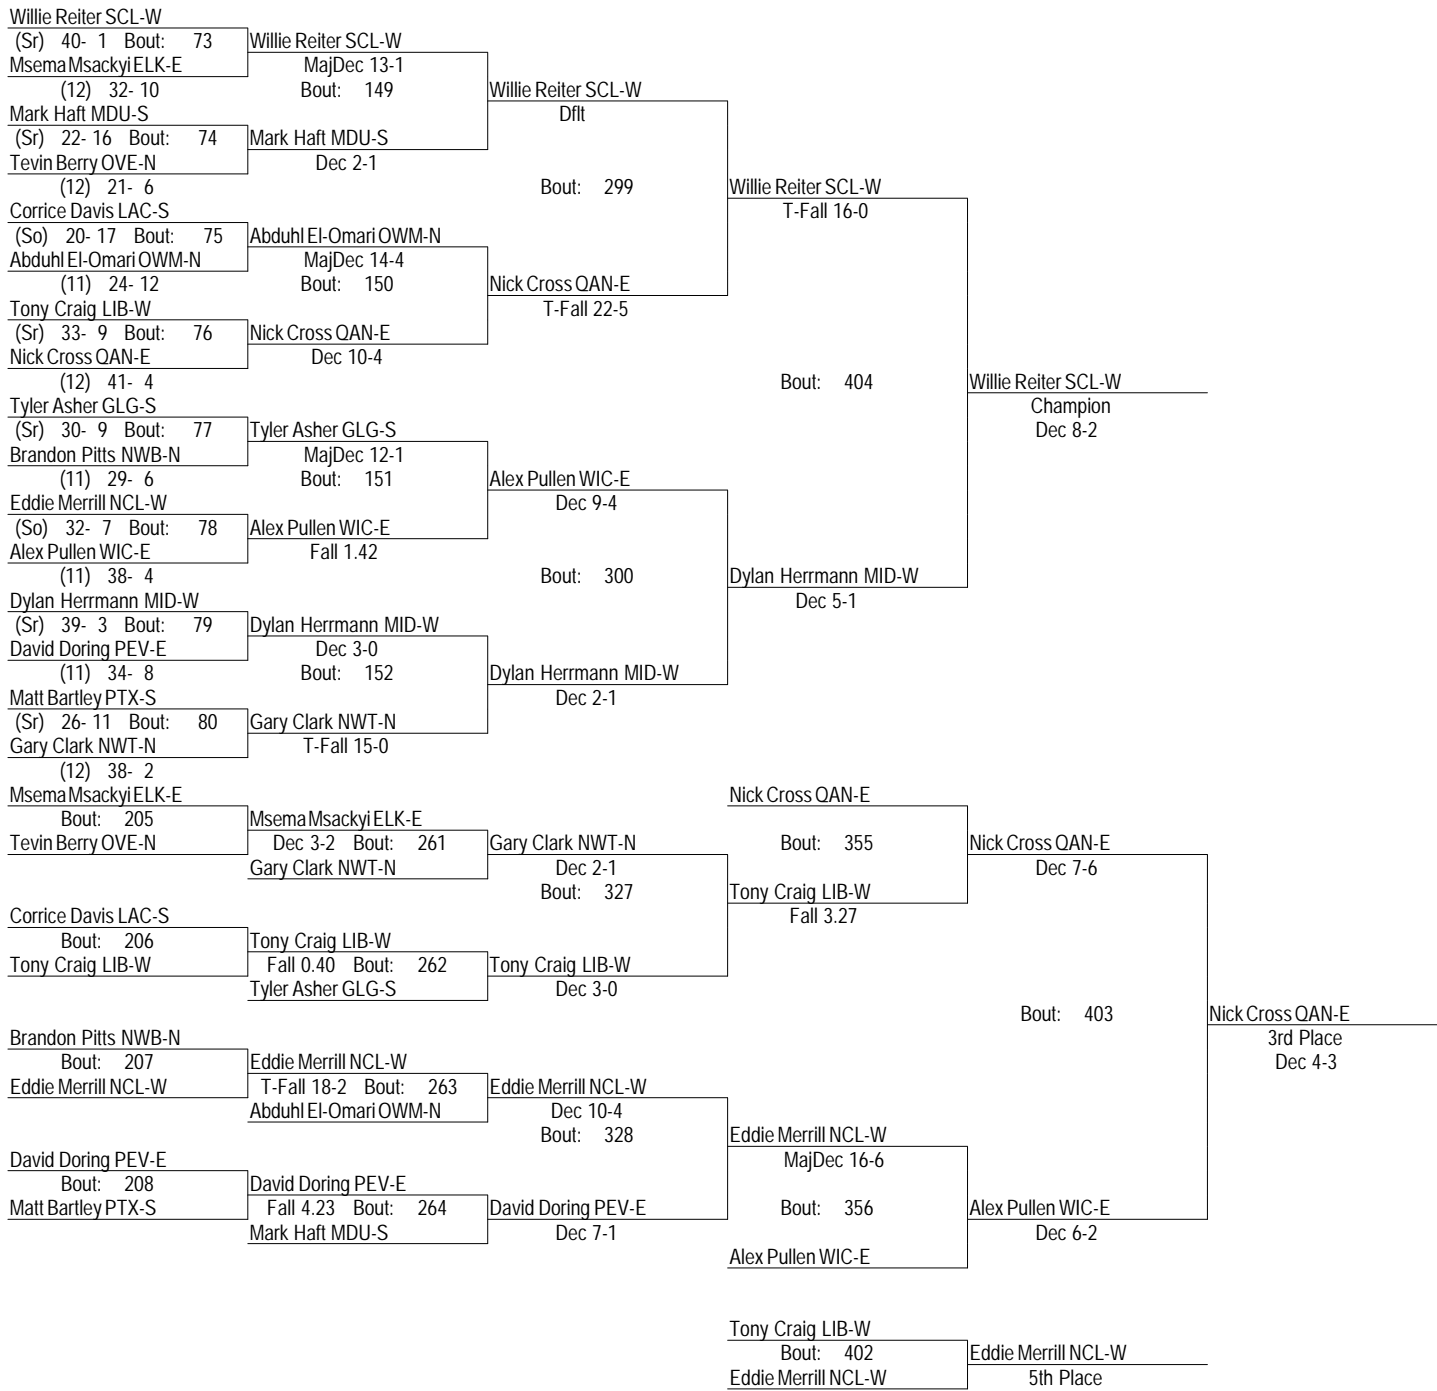 Willie Reiter SCL-W
(Sr) 40- 1 Bout: 73 Willie Reiter SCL-W
Msema Msackyi ELK-E MajDec 13-1
(12) 32- 10 Bout: 149 Willie Reiter SCL-W
Mark Haft MDU-S Dflt
(Sr) 22- 16 Bout: 74 Mark Haft MDU-S
Tevin Berry OVE-N Dec 2-1
(12) 21- 6 Bout: 299 Willie Reiter SCL-W
Corrice Davis LAC-S T-Fall 16-0
(So) 20- 17 Bout: 75 Abduhl El-Omari OWM-N
Abduhl El-Omari OWM-N MajDec 14-4
(11) 24- 12 Bout: 150 Nick Cross QAN-E
Tony Craig LIB-W T-Fall 22-5
(Sr) 33- 9 Bout: 76 Nick Cross QAN-E
Nick Cross QAN-E Dec 10-4
(12) 41- 4 Bout: 404 Willie Reiter SCL-W
Tyler Asher GLG-S Champion
(Sr) 30- 9 Bout: 77 Tyler Asher GLG-S Dec 8-2
Brandon Pitts NWB-N MajDec 12-1
(11) 29- 6 Bout: 151 Alex Pullen WIC-E
Eddie Merrill NCL-W Dec 9-4
(So) 32- 7 Bout: 78 Alex Pullen WIC-E
Alex Pullen WIC-E Fall 1.42
(11) 38- 4 Bout: 300 Dylan Herrmann MID-W
Dylan Herrmann MID-W Dec 5-1
(Sr) 39- 3 Bout: 79 Dylan Herrmann MID-W
David Doring PEV-E Dec 3-0
(11) 34- 8 Bout: 152 Dylan Herrmann MID-W
Matt Bartley PTX-S Dec 2-1
(Sr) 26- 11 Bout: 80 Gary Clark NWT-N
Gary Clark NWT-N T-Fall 15-0
(12) 38- 2
Msema Msackyi ELK-E Nick Cross QAN-E
Bout: 205 Msema Msackyi ELK-E
Tevin Berry OVE-N Dec 3-2 Bout: 261 Gary Clark NWT-N Bout: 355 Nick Cross QAN-E
Gary Clark NWT-N Dec 2-1 Dec 7-6
Bout: 327 Tony Craig LIB-W
Corrice Davis LAC-S Fall 3.27
Bout: 206 Tony Craig LIB-W
Tony Craig LIB-W Fall 0.40 Bout: 262 Tony Craig LIB-W
Tyler Asher GLG-S Dec 3-0
Bout: 403 Nick Cross QAN-E
Brandon Pitts NWB-N 3rd Place
Bout: 207 Eddie Merrill NCL-W Dec 4-3
Eddie Merrill NCL-W T-Fall 18-2 Bout: 263 Eddie Merrill NCL-W
Abduhl El-Omari OWM-N Dec 10-4
Bout: 328 Eddie Merrill NCL-W
David Doring PEV-E MajDec 16-6
Bout: 208 David Doring PEV-E
Matt Bartley PTX-S Fall 4.23 Bout: 264 David Doring PEV-E Bout: 356 Alex Pullen WIC-E
Mark Haft MDU-S Dec 7-1 Dec 6-2
Alex Pullen WIC-E
Tony Craig LIB-W
Bout: 402 Eddie Merrill NCL-W
Eddie Merrill NCL-W 5th Place